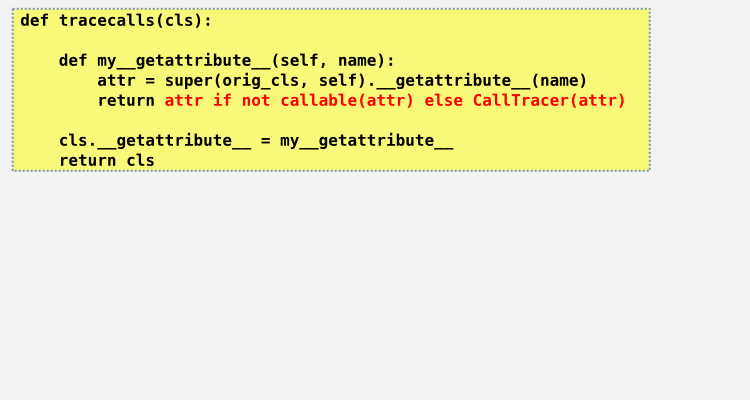 def tracecalls(cls):
    def my__getattribute__(self, name):
        attr = super(orig_cls, self).__getattribute__(name)
        return attr if not callable(attr) else CallTracer(attr)
    cls.__getattribute__ = my__getattribute__
    return cls